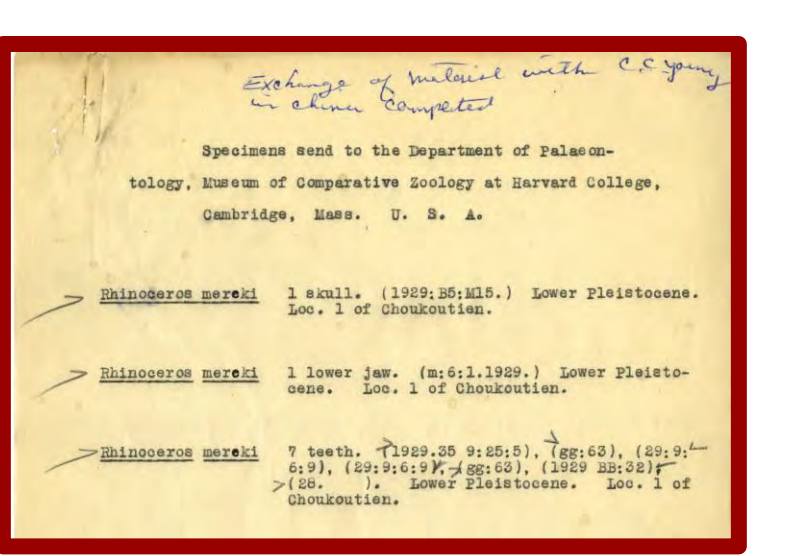 Exchange of material with C.C. Young
in china Competed
Specimens send to the Department of Palaeon-
tology, Museum of Comparative Zoology at Harvard College,
Cambridge, Mass. U. S. A.
Rhinoceros mereki 1 skull. (1929:B5:M15.) Lower Pleistocene.
Loc. 1 of Choukoutien.
Rhinoceros mereki 1 lower jaw. (m:6:1.1929.) Lower Pleisto-
cene. Loc. 1 of Choukoutien.
Rhinoceros mereki 7 teeth. (1929.35 9:25:5), (gg:63), (29:9:
6:9), (29:9:6:9), (gg:63), (1929 BB:32),
(28. ). Lower Pleistocene. Loc. 1 of
Choukoutien.